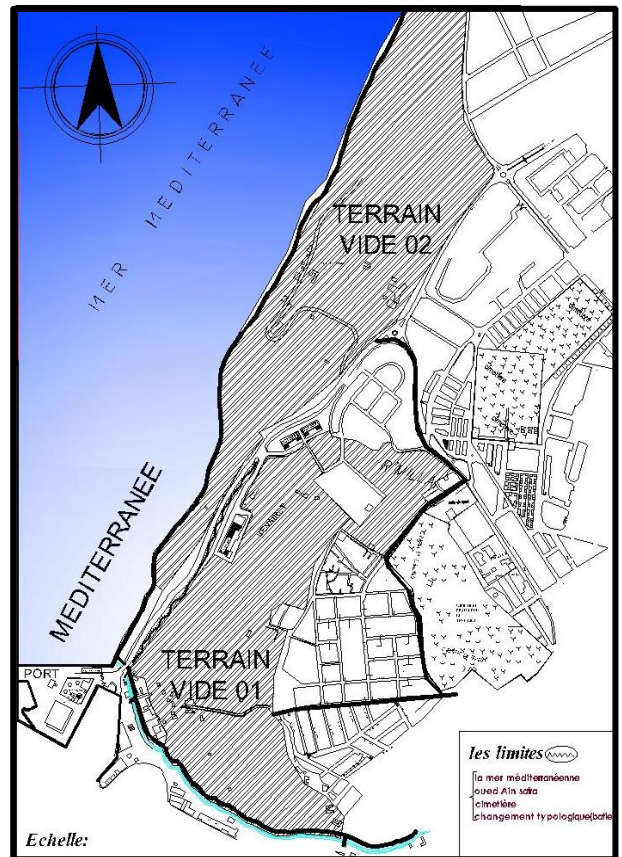 MER MEDITERRANEE
TERRAIN
VIDE 02
R'MILLA
MEDITERRANEE
TERRAIN
VIDE 01
PORT
les limites
la mer méditerranéenne
oued Ain safra
cimetière
changement typologique(batie
Echelle: